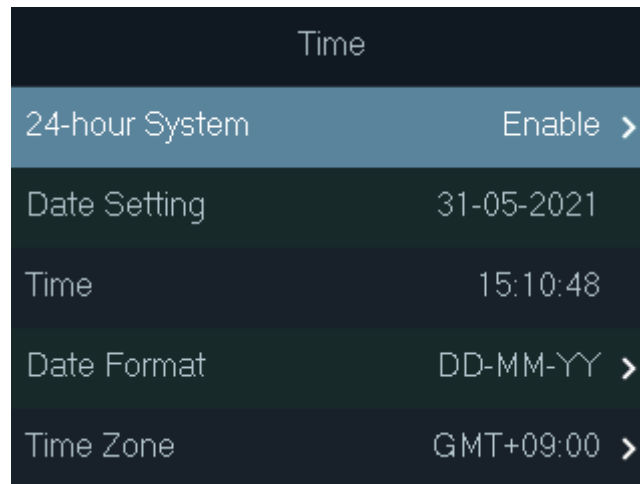 Time
24-hour System Enable >
Date Setting 31-05-2021
Time 15:10:48
Date Format DD-MM-YY >
Time Zone GMT+09:00 >